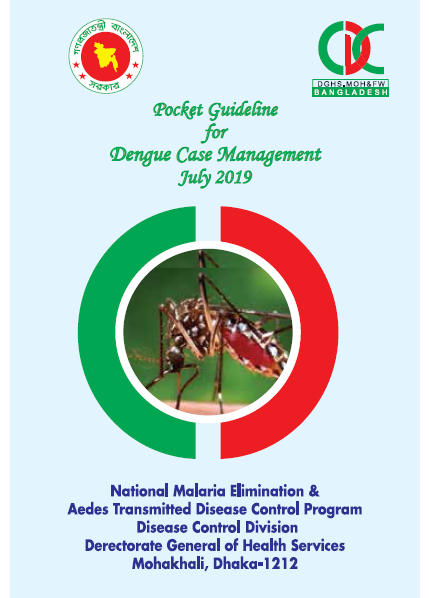 গণপ্রজাতন্ত্রী বাংলাদেশ
সরকার
CDC
DGHS.MOH&FW
BANGLADESH
Pocket Guideline
for
Dengue Case Management
July 2019
National Malaria Elimination &
Aedes Transmitted Disease Control Program
Disease Control Division
Derectorate General of Health Services
Mohakhali, Dhaka-1212